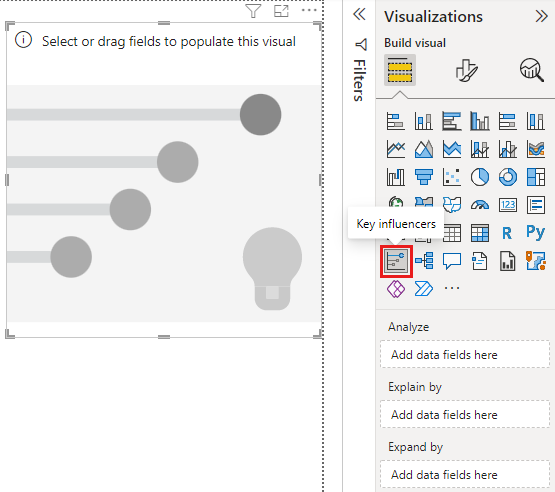 Select or drag fields to populate this visual
Filters
Visualizations
Build visual
123
Key influencers
R
Py
Analyze
Add data fields here
Explain by
Add data fields here
Expand by
Add data fields here